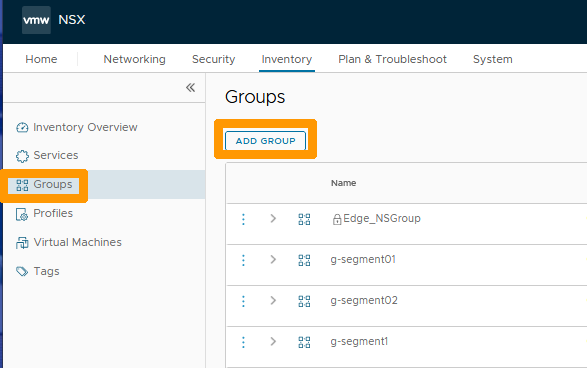 vmw NSX
Home Networking Security Inventory Plan & Troubleshoot System
Inventory Overview
Services
Groups
Profiles
Virtual Machines
Tags
Groups
ADD GROUP
Name
Edge_NSGroup
g-segment01
g-segment02
g-segment1